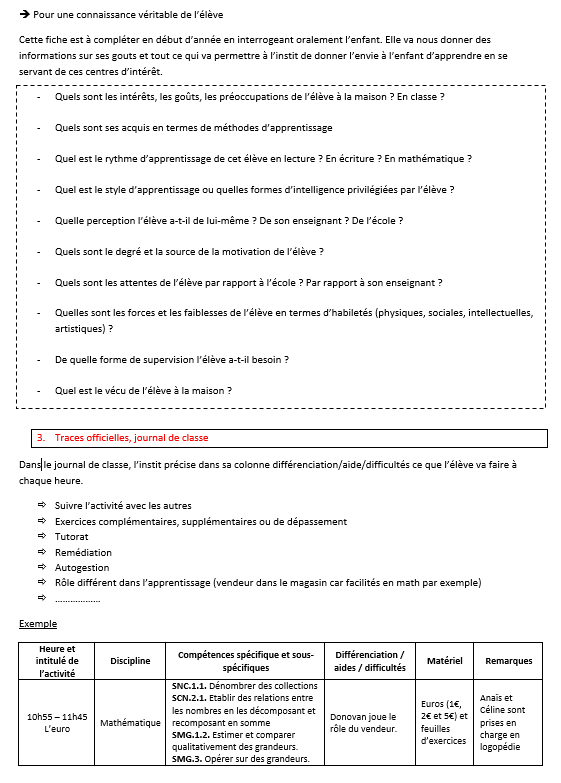 ➔ Pour une connaissance véritable de l'élève
Cette fiche est à compléter en début d'année en interrogeant oralement l'enfant. Elle va nous donner des
informations sur ses gouts et tout ce qui va permettre à l'instit de donner l'envie à l'enfant d'apprendre en se
servant de ces centres d'intérêt.
- Quels sont les intérêts, les goûts, les préoccupations de l'élève à la maison ? En classe ?
- Quels sont ses acquis en termes de méthodes d'apprentissage
- Quel est le rythme d'apprentissage de cet élève en lecture ? En écriture ? En mathématique ?
- Quel est le style d'apprentissage ou quelles formes d'intelligence privilégiées par l'élève ?
- Quelle perception l'élève a-t-il de lui-même ? De son enseignant ? De l'école ?
- Quels sont le degré et la source de la motivation de l'élève ?
- Quels sont les attentes de l'élève par rapport à l'école ? Par rapport à son enseignant ?
- Quelles sont les forces et les faiblesses de l'élève en termes d'habiletés (physiques, sociales, intellectuelles,
artistiques) ?
- De quelle forme de supervision l'élève a-t-il besoin ?
- Quel est le vécu de l'élève à la maison ?
3. Traces officielles, journal de classe
Dans le journal de classe, l'instit précise dans sa colonne différenciation/aide/difficultés ce que l'élève va faire à
chaque heure.
⇨ Suivre l'activité avec les autres
⇨ Exercices complémentaires, supplémentaires ou de dépassement
⇨ Tutorat
⇨ Remédiation
⇨ Autogestion
⇨ Rôle différent dans l'apprentissage (vendeur dans le magasin car facilités en math par exemple)
⇨ ………………
Exemple
Heure et
intitulé de
l'activité
Discipline
Compétences spécifique et sous-
spécifiques
Différenciation /
aides / difficultés
Matériel
Remarques
10h55 – 11h45
L'euro
Mathématique
SNC.1.1. Dénombrer des collections
SCN.2.1. Etablir des relations entre
les nombres en les décomposant et
recomposant en somme
SMG.1.2. Estimer et comparer
qualitativement des grandeurs.
SMG.3. Opérer sur des grandeurs.
Donovan joue le
rôle du vendeur.
Euros (1€,
2€ et 5€) et
feuilles
d'exercices
Anaïs et
Céline sont
prises en
charge en
logopédie